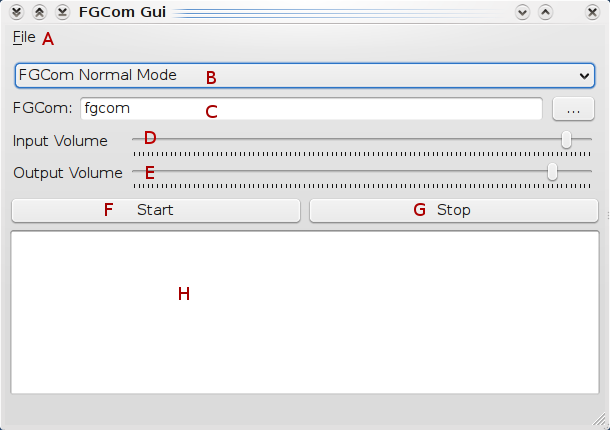 FGCom Gui
File A
FGCom Normal Mode B
FGCom: fgcom C ...
Input Volume D
Output Volume E
F Start G Stop
H